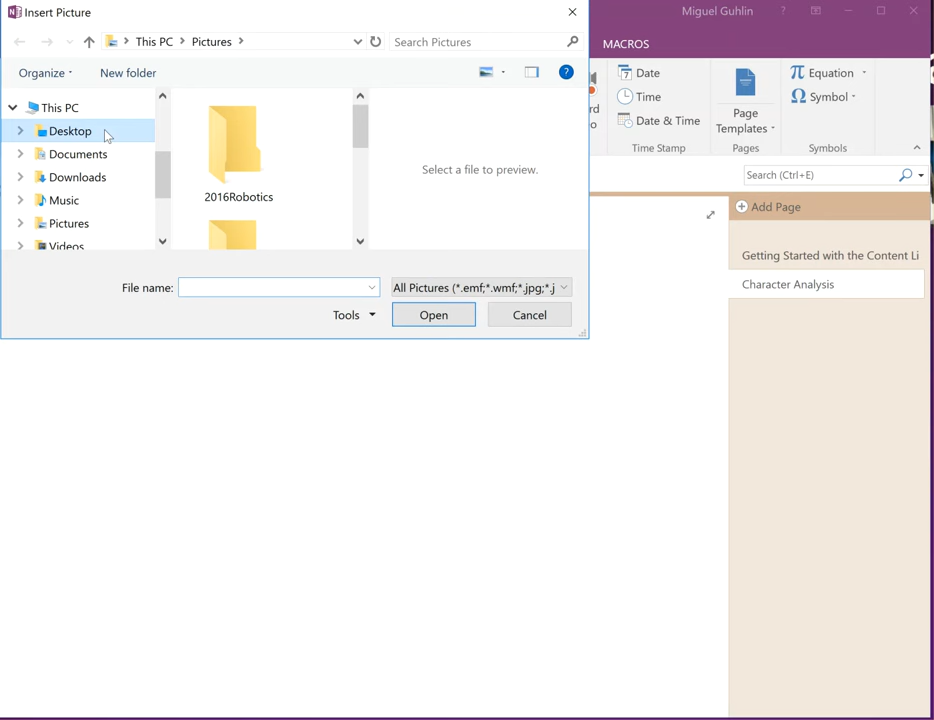 Insert Picture
Miguel Guhlin ?
This PC Pictures Search Pictures
MACROS
Organize New folder ?
This PC
Desktop
Documents
Downloads
Music
Pictures
Videos
2016Robotics
Select a file to preview.
File name: All Pictures (*.emf;*.wmf;*.jpg;*.j
Tools Open Cancel
rd
o
7 Date
Time
Date & Time
Time Stamp
Page
Templates
Pages
π Equation
Ω Symbol
Symbols
Search (Ctrl+E)
Add Page
Getting Started with the Content Li
Character Analysis